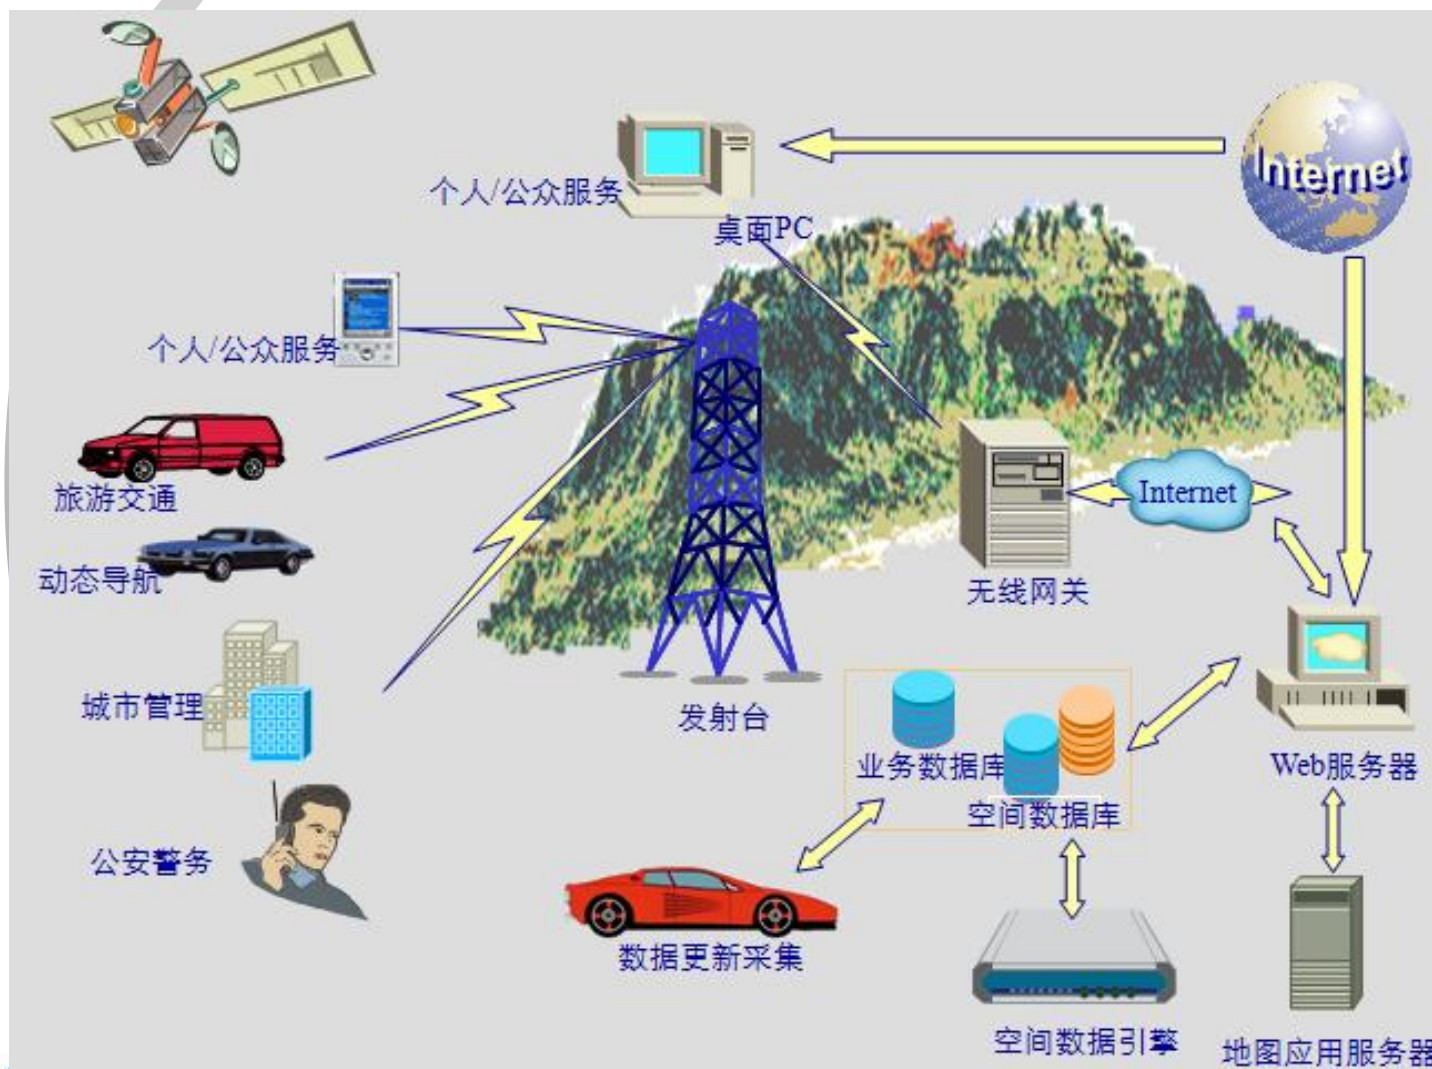 Internet
个人/公众服务
桌面PC
个人/公众服务
旅游交通
Internet
动态导航
无线网关
城市管理
发射台
业务数据库
Web服务器
空间数据库
公安警务
数据更新采集
空间数据引擎
地图应用服务器